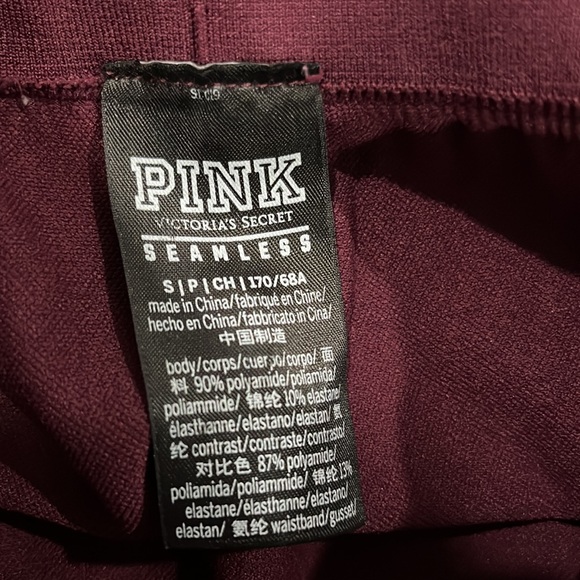 PINK
VICTORIA'S SECRET
SEAMLESS
S|P|CH|170/68A
made in China/fabriqué en Chine/
hecho en China/fabbricato in Cina/
中国制造
body/corps/cuerpo/corpo/ 面
料 90% polyamide/poliamida/
poliammide/ 锦纶 10% elastane/
élasthanne/elastano/elastan/ 氨
纶 contrast/contraste/contrasto/
对比色 87% polyamide/
poliamida/poliammide/ 锦纶 13%
elastane/élasthanne/elastano/
elastan/ 氨纶 waistband/gusset/